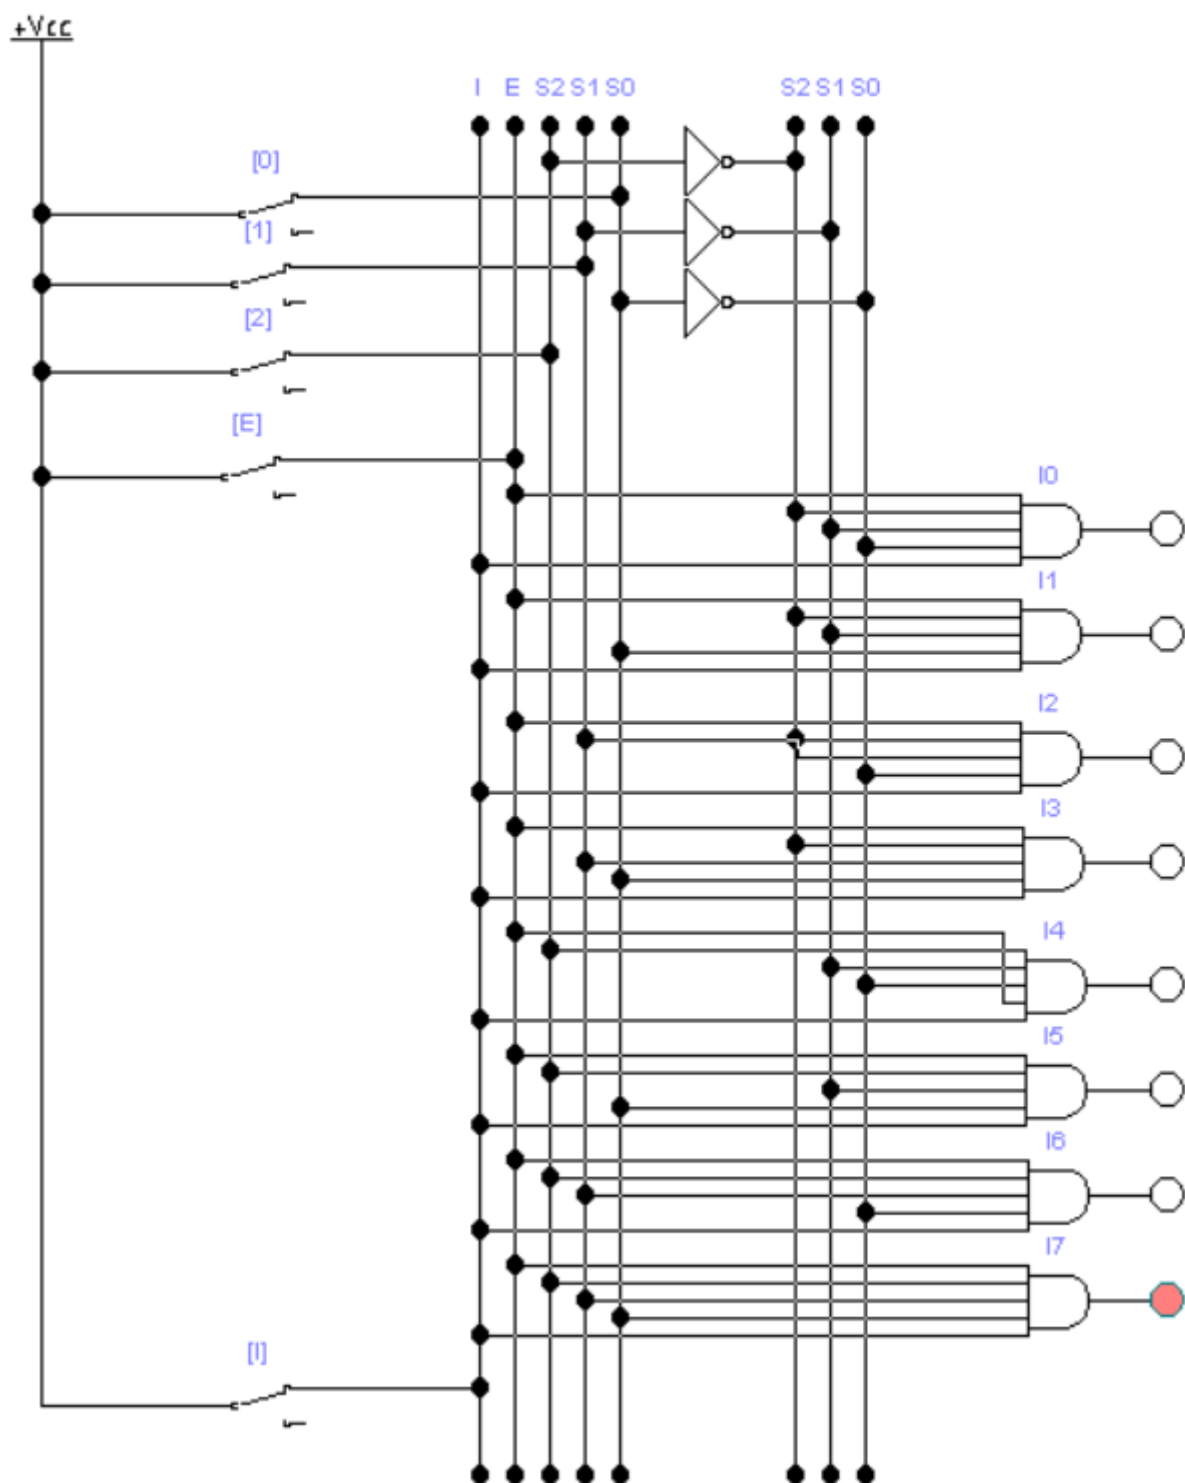 +Vcc
I E S2 S1 S0 S2 S1 S0
[0]
[1]
[2]
[E]
I0
I1
I2
I3
I4
I5
I6
I7
[I]